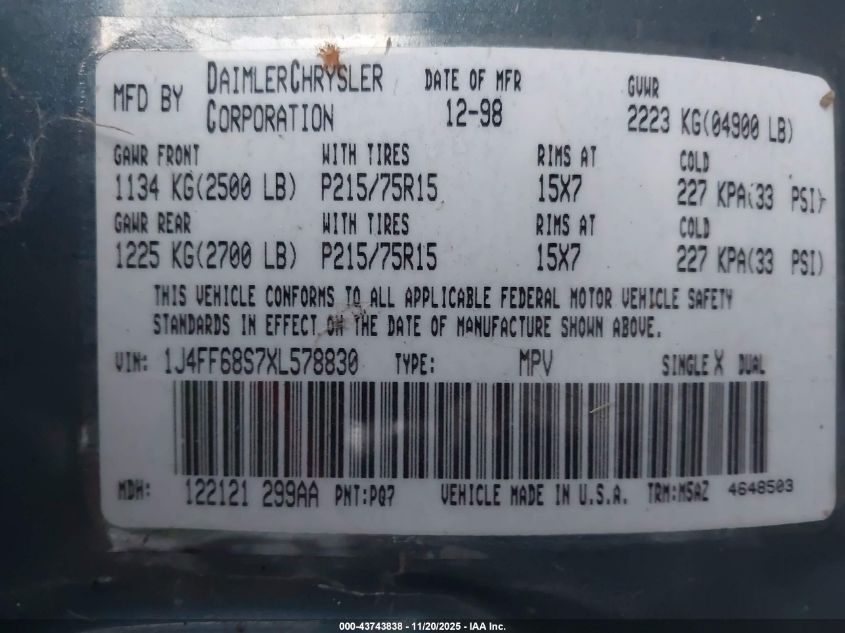 MFD BY DAIMLERCHRYSLER CORPORATION DATE OF MFR 12-98 GVWR 2223 KG(04900 LB)
GAWR FRONT WITH TIRES RIMS AT COLD
1134 KG(2500 LB) P215/75R15 15X7 227 KPA(33 PSI)
GAWR REAR WITH TIRES RIMS AT COLD
1225 KG(2700 LB) P215/75R15 15X7 227 KPA(33 PSI)
THIS VEHICLE CONFORMS TO ALL APPLICABLE FEDERAL MOTOR VEHICLE SAFETY
STANDARDS IN EFFECT ON THE DATE OF MANUFACTURE SHOWN ABOVE.
VIN: 1J4FF68S7XL578830 TYPE: MPV SINGLE X DUAL
MDH: 122121 299AA PNT:PQ7 VEHICLE MADE IN U.S.A. TRM:M5AZ 4648503
000-43743838 - 11/20/2025 - IAA Inc.